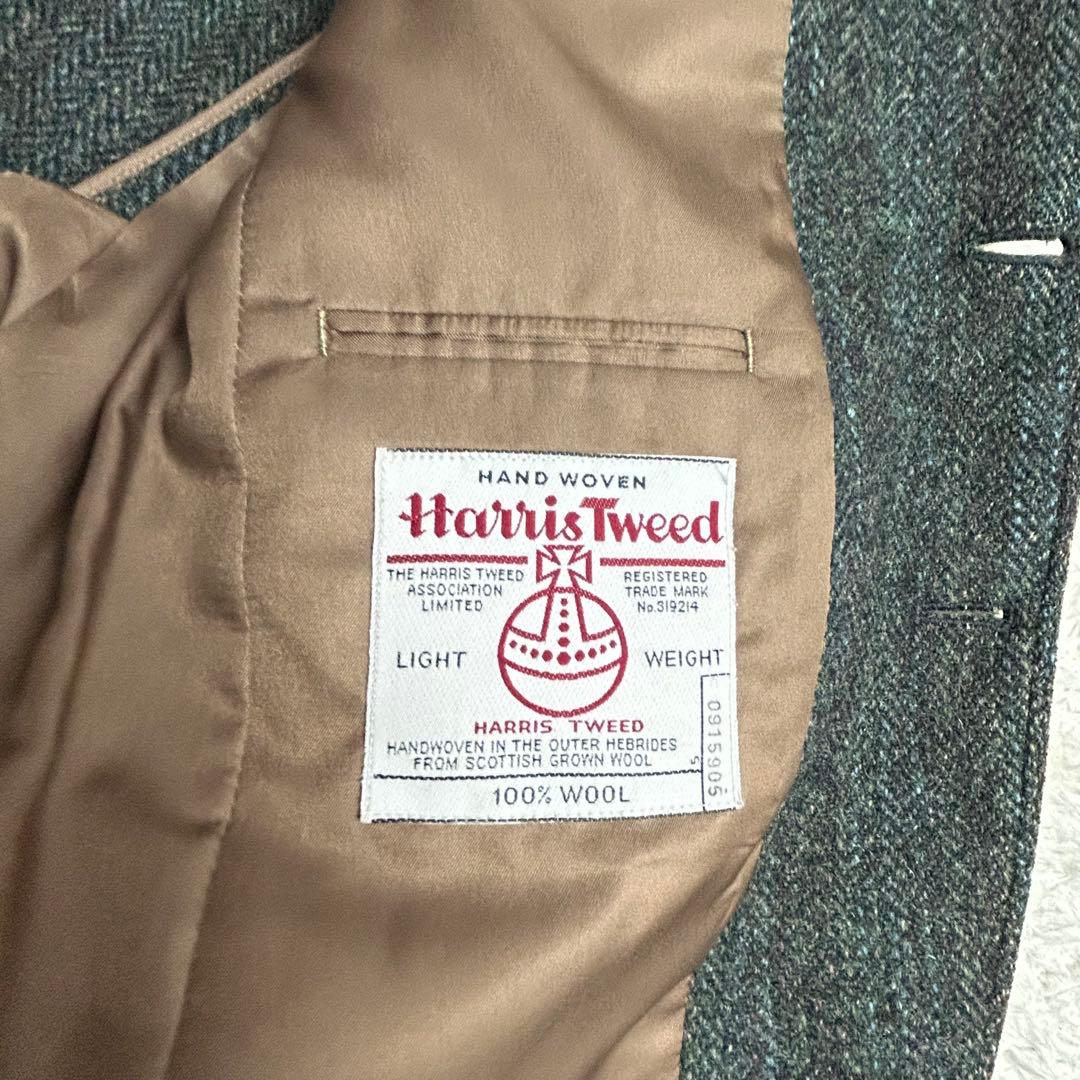 HAND WOVEN
Harris Tweed
THE HARRIS TWEED
ASSOCIATION
LIMITED
REGISTERED
TRADE MARK
No.319214
LIGHT WEIGHT
HARRIS TWEED
HANDWOVEN IN THE OUTER HEBRIDES
FROM SCOTTISH GROWN WOOL
100% WOOL
5
0915905